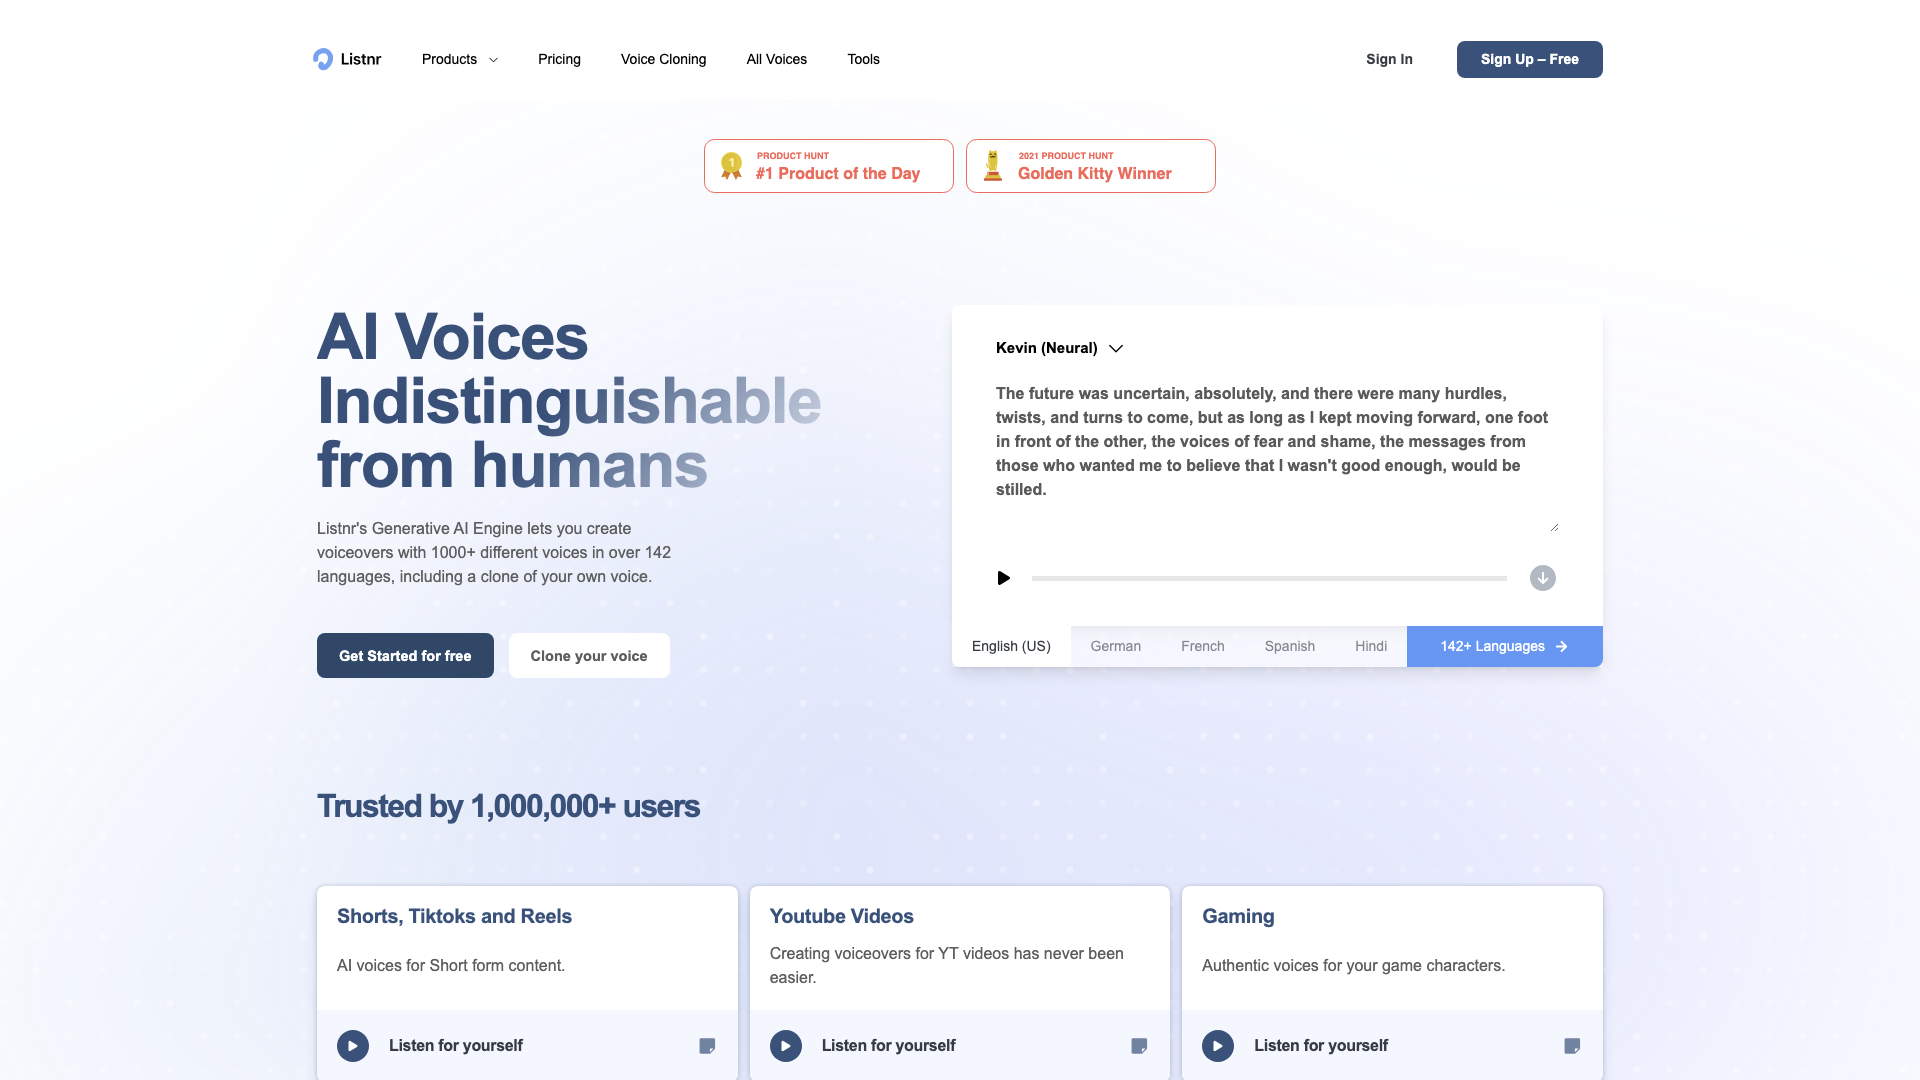 Listnr
Products
Pricing
Voice Cloning
All Voices
Tools
Sign In
Sign Up – Free
1
PRODUCT HUNT
#1 Product of the Day
2021 PRODUCT HUNT
Golden Kitty Winner
AI Voices
Indistinguishable
from humans
Listnr's Generative AI Engine lets you create
voiceovers with 1000+ different voices in over 142
languages, including a clone of your own voice.
Get Started for free
Clone your voice
Kevin (Neural)
The future was uncertain, absolutely, and there were many hurdles,
twists, and turns to come, but as long as I kept moving forward, one foot
in front of the other, the voices of fear and shame, the messages from
those who wanted me to believe that I wasn't good enough, would be
stilled.
English (US)
German
French
Spanish
Hindi
142+ Languages
Trusted by 1,000,000+ users
Shorts, Tiktoks and Reels
AI voices for Short form content.
Listen for yourself
Youtube Videos
Creating voiceovers for YT videos has never been
easier.
Listen for yourself
Gaming
Authentic voices for your game characters.
Listen for yourself